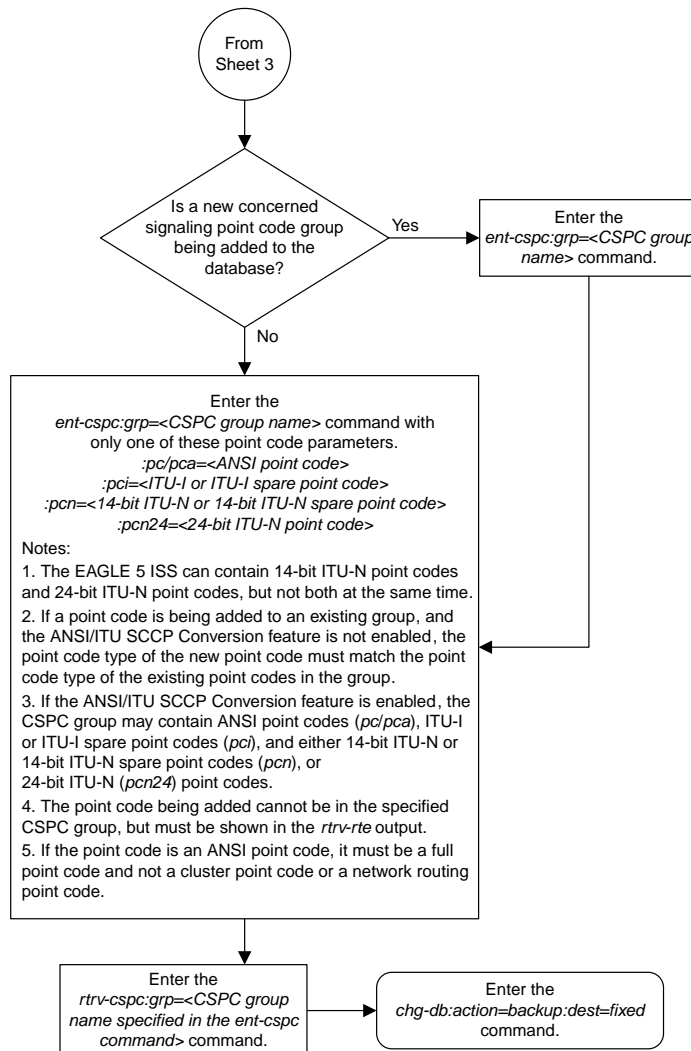 From
Sheet 3
Is a new concerned
signaling point code group
being added to the
database?
Yes
Enter the
ent-cspc:grp=<CSPC group
name> command.
No
Enter the
ent-cspc:grp=<CSPC group name> command with
only one of these point code parameters.
:pc/pca=<ANSI point code>
:pci=<ITU-I or ITU-I spare point code>
:pcn=<14-bit ITU-N or 14-bit ITU-N spare point code>
:pcn24=<24-bit ITU-N point code>
Notes:
1. The EAGLE 5 ISS can contain 14-bit ITU-N point codes
and 24-bit ITU-N point codes, but not both at the same time.
2. If a point code is being added to an existing group, and
the ANSI/ITU SCCP Conversion feature is not enabled, the
point code type of the new point code must match the point
code type of the existing point codes in the group.
3. If the ANSI/ITU SCCP Conversion feature is enabled, the
CSPC group may contain ANSI point codes (pc/pca), ITU-I
or ITU-I spare point codes (pci), and either 14-bit ITU-N or
14-bit ITU-N spare point codes (pcn), or
24-bit ITU-N (pcn24) point codes.
4. The point code being added cannot be in the specified
CSPC group, but must be shown in the rtrv-rte output.
5. If the point code is an ANSI point code, it must be a full
point code and not a cluster point code or a network routing
point code.
Enter the
rtrv-cspc:grp=<CSPC group
name specified in the ent-cspc
command> command.
Enter the
chg-db:action=backup:dest=fixed
command.